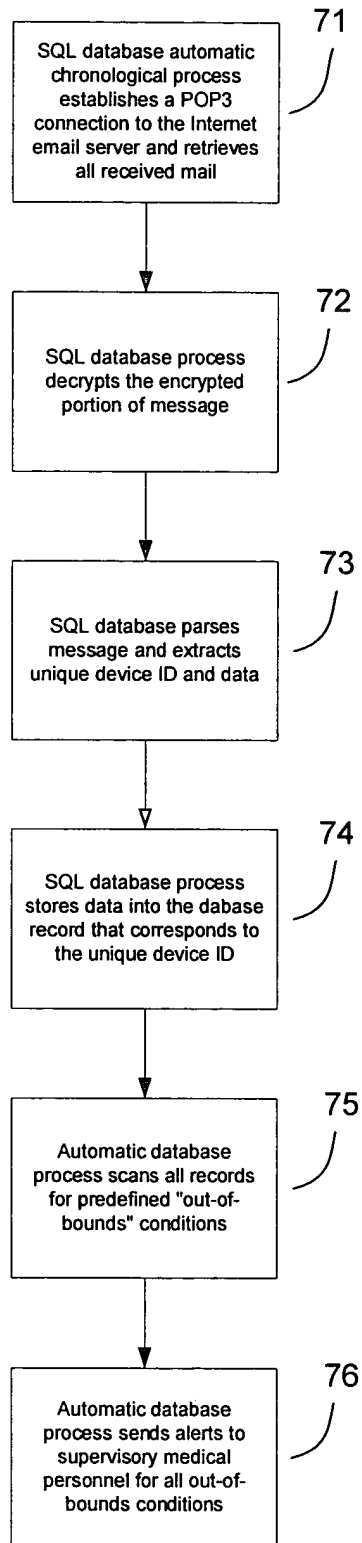 71
SQL database automatic
chronological process
establishes a POP3
connection to the Internet
email server and retrieves
all received mail
72
SQL database process
decrypts the encrypted
portion of message
73
SQL database parses
message and extracts
unique device ID and data
74
SQL database process
stores data into the dabase
record that corresponds to
the unique device ID
75
Automatic database
process scans all records
for predefined "out-of-
bounds" conditions
76
Automatic database
process sends alerts to
supervisory medical
personnel for all out-of-
bounds conditions